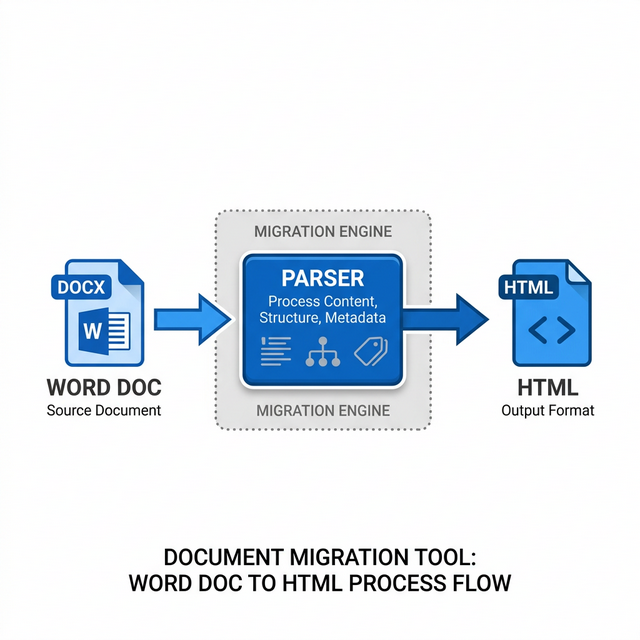 MIGRATION ENGINE
DOCX
W
WORD DOC
Source Document
PARSER
Process Content,
Structure, Metadata
MIGRATION ENGINE
HTML
< >
HTML
Output Format
DOCUMENT MIGRATION TOOL:
WORD DOC TO HTML PROCESS FLOW